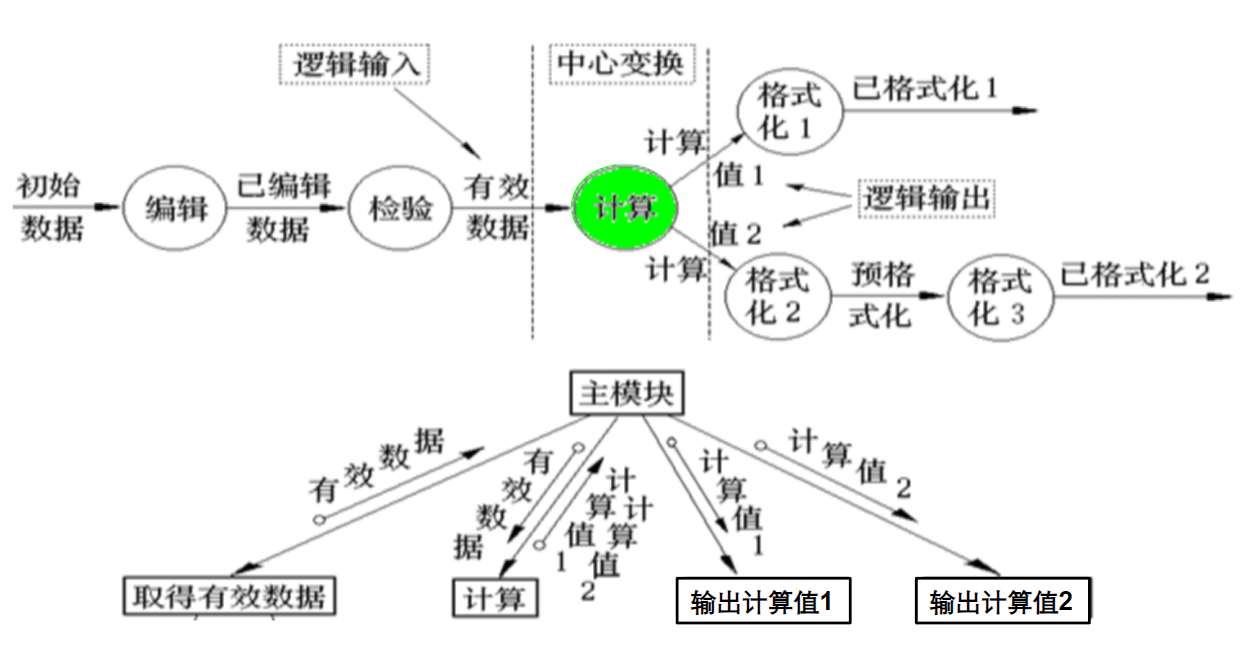 逻辑输入
中心变换
初始
数据
编辑
已编辑
数据
检验
有效
数据
计算
计算
值1
计算
值2
格式
化1
已格式化1
逻辑输出
格式
化2
预格
式化
格式
化3
已格式化2
主模块
有效数据
有效数据
计算值1
计算值2
计算值1
计算值2
取得有效数据
计算
输出计算值1
输出计算值2